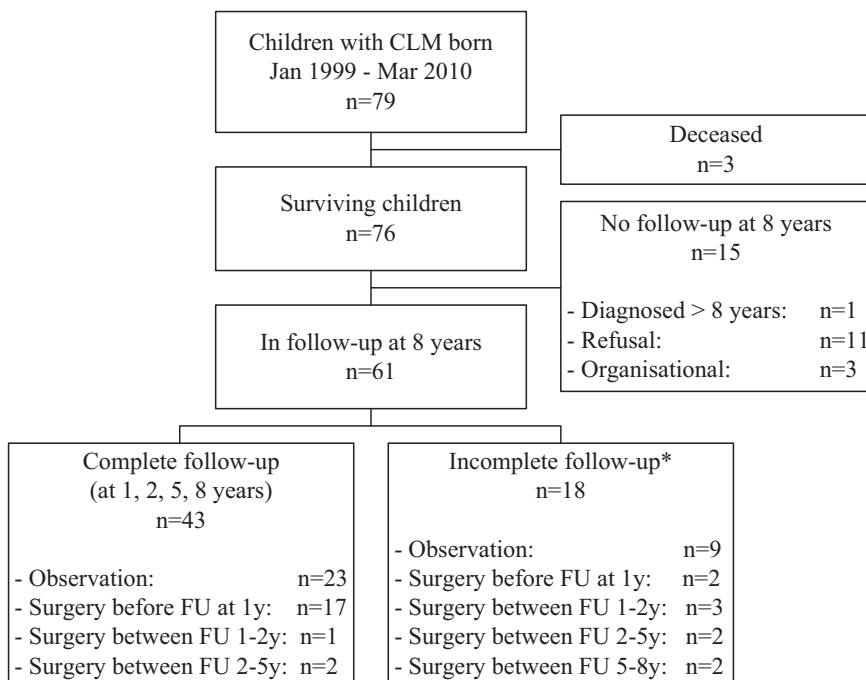 Children with CLM born
Jan 1999 - Mar 2010
n=79
Deceased
n=3
Surviving children
n=76
No follow-up at 8 years
n=15
- Diagnosed > 8 years: n=1
- Refusal: n=11
- Organisational: n=3
In follow-up at 8 years
n=61
Complete follow-up
(at 1, 2, 5, 8 years)
n=43
- Observation: n=23
- Surgery before FU at 1y: n=17
- Surgery between FU 1-2y: n=1
- Surgery between FU 2-5y: n=2
Incomplete follow-up*
n=18
- Observation: n=9
- Surgery before FU at 1y: n=2
- Surgery between FU 1-2y: n=3
- Surgery between FU 2-5y: n=2
- Surgery between FU 5-8y: n=2